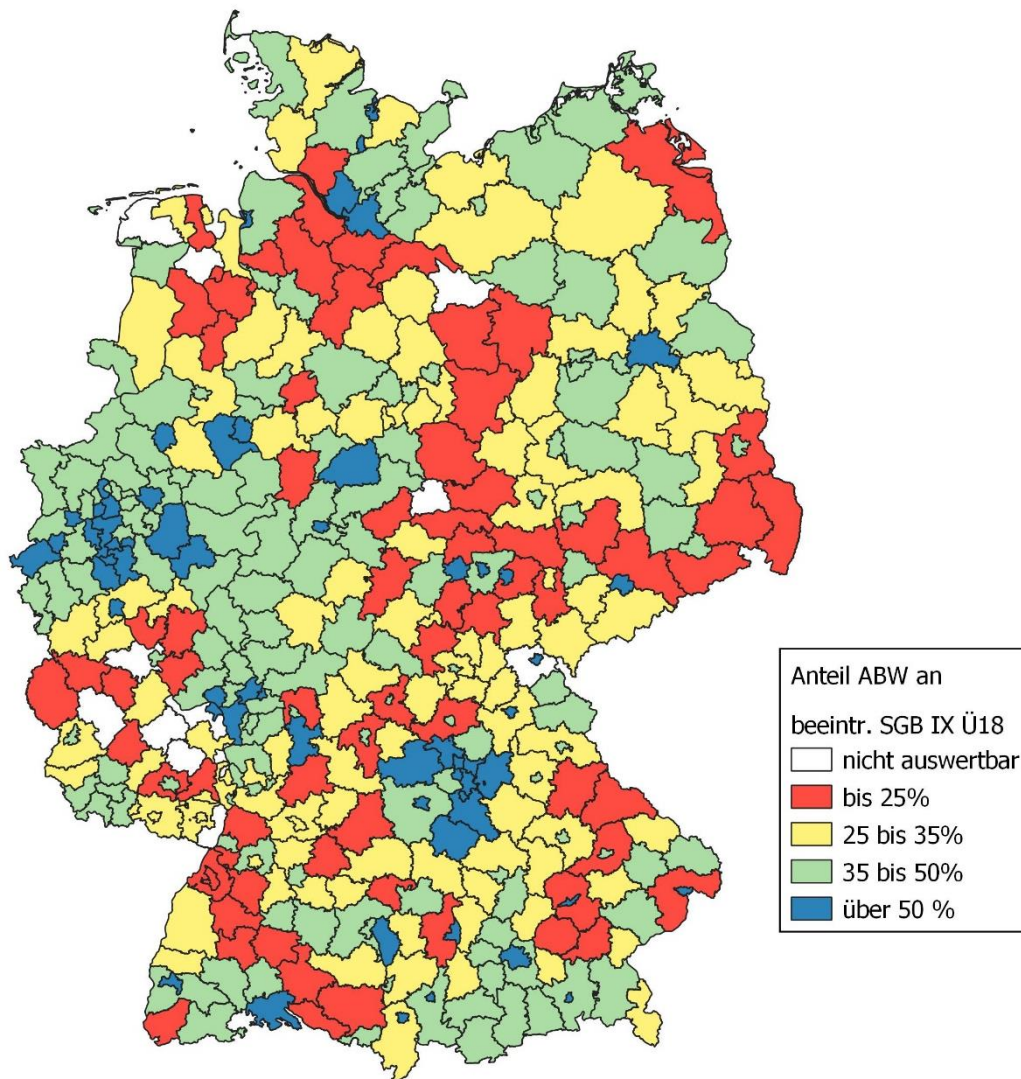 Anteil ABW an
beeintr. SGB IX Ü18
nicht auswertbar
bis 25%
25 bis 35%
35 bis 50%
über 50 %